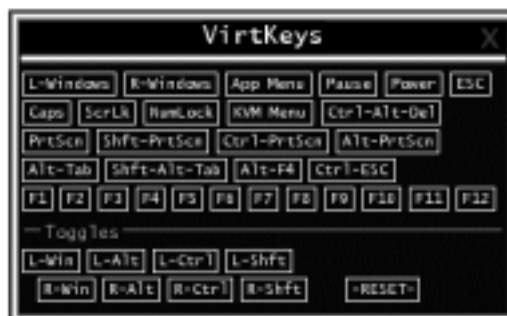 VirtKeys X
L-Windows R-Windows App Menu Pause Power ESC
Caps ScrLk NumLock KVM Menu Ctrl-Alt-Del
PrtScn Shft-PrtScn Ctrl-PrtScn Alt-PrtScn
Alt-Tab Shft-Alt-Tab Alt-F4 Ctrl-ESC
F1 F2 F3 F4 F5 F6 F7 F8 F9 F10 F11 F12
Toggles
L-Win L-Alt L-Ctrl L-Shft
R-Win R-Alt R-Ctrl R-Shft -RESET-